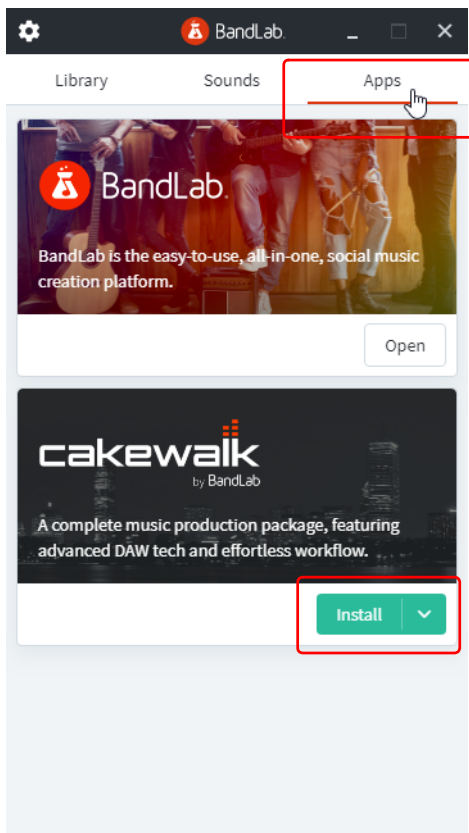 BandLab.
Library Sounds Apps
BandLab.
BandLab is the easy-to-use, all-in-one, social music
creation platform.
Open
cakewalk
by BandLab
A complete music production package, featuring
advanced DAW tech and effortless workflow.
Install